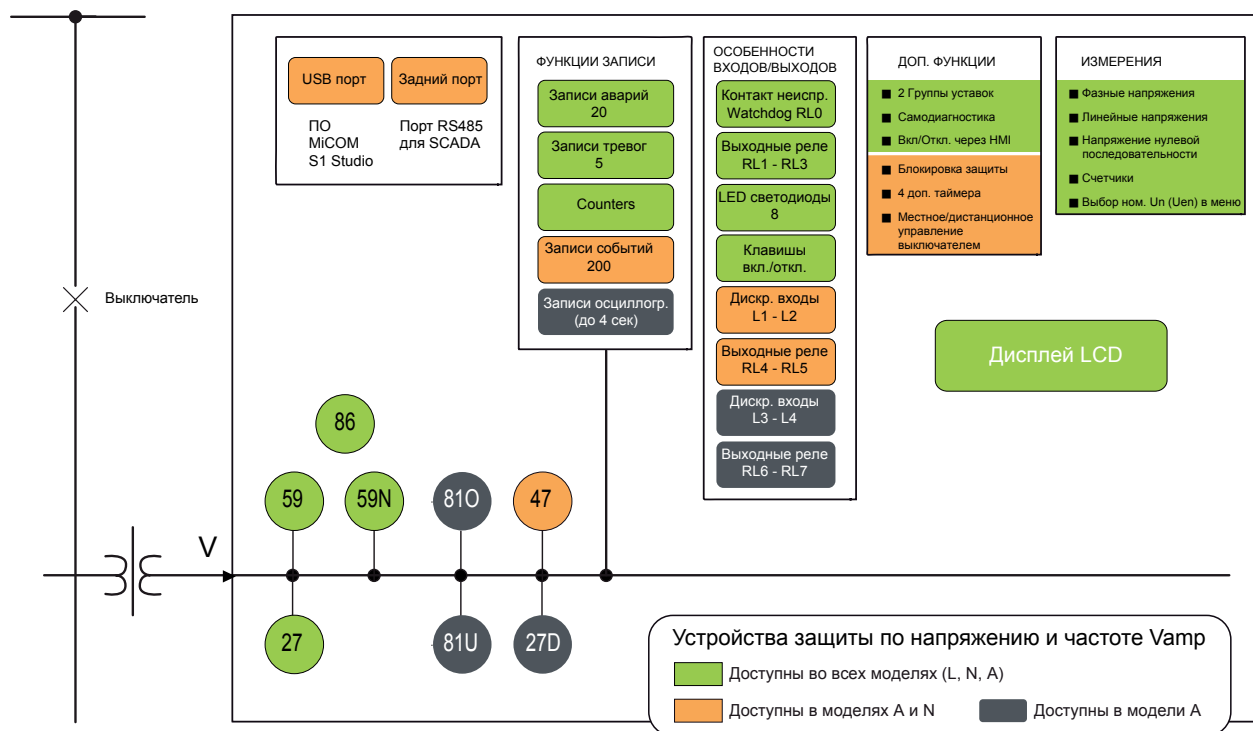 USB порт
Задний порт
ПО
MiCOM
S1 Studio
Порт RS485
для SCADA
ФУНКЦИИ ЗАПИСИ
Записи аварий
20
Записи тревог
5
Counters
Записи событий
200
Записи осциллогр.
(до 4 сек)
ОСОБЕННОСТИ
ВХОДОВ/ВЫХОДОВ
Контакт неиспр.
Watchdog RL0
Выходные реле
RL1 - RL3
LED светодиоды
8
Клавишы
вкл./откл.
Дискр. входы
L1 - L2
Выходные реле
RL4 - RL5
Дискр. входы
L3 - L4
Выходные реле
RL6 - RL7
ДОП. ФУНКЦИИ
2 Группы уставок
Самодиагностика
Вкл/Откл. через HMI
Блокировка защиты
4 доп. таймера
Местное/дистанционное
управление
выключателем
ИЗМЕРЕНИЯ
Фазные напряжения
Линейные напряжения
Напряжение нулевой
последовательности
Счетчики
Выбор ном. Un (Uen) в меню
Выключатель
Дисплей LCD
86
59
59N
81O
47
V
27
81U
27D
Устройства защиты по напряжению и частоте Vamp
Доступны во всех моделях (L, N, A)
Доступны в моделях A и N
Доступны в модели A